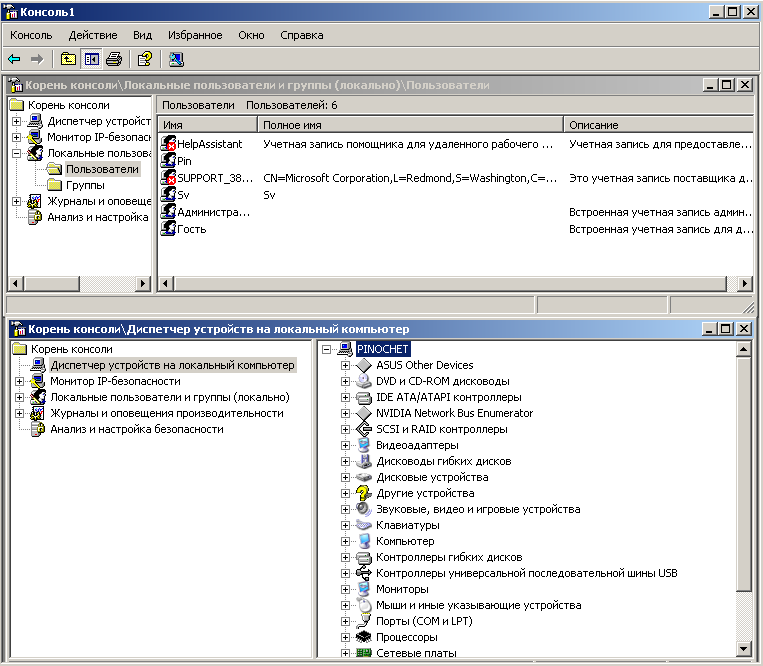 Консоль1
Консоль Действие Вид Избранное Окно Справка
Корень консоли\Локальные пользователи и группы (локально)\Пользователи
Корень консоли
Диспетчер устройст
Монитор IP-безопасн
Локальные пользова
Пользователи
Группы
Журналы и оповеще
Анализ и настройка
Пользователи Пользователей: 6
Имя Полное имя Описание
HelpAssistant Учетная запись помощника для удаленного рабочего ... Учетная запись для предоставле...
Pin
SUPPORT_38... CN=Microsoft Corporation,L=Redmond,S=Washington,C=... Это учетная запись поставщика д...
Sv Sv
Администра... Встроенная учетная запись админ...
Гость Встроенная учетная запись для д...
Корень консоли\Диспетчер устройств на локальный компьютер
Корень консоли
Диспетчер устройств на локальный компьютер
Монитор IP-безопасности
Локальные пользователи и группы (локально)
Журналы и оповещения производительности
Анализ и настройка безопасности
PINOCHET
ASUS Other Devices
DVD и CD-ROM дисководы
IDE ATA/ATAPI контроллеры
NVIDIA Network Bus Enumerator
SCSI и RAID контроллеры
Видеоадаптеры
Дисководы гибких дисков
Дисковые устройства
Другие устройства
Звуковые, видео и игровые устройства
Клавиатуры
Компьютер
Контроллеры гибких дисков
Контроллеры универсальной последовательной шины USB
Мониторы
Мыши и иные указывающие устройства
Порты (COM и LPT)
Процессоры
Сетевые платы